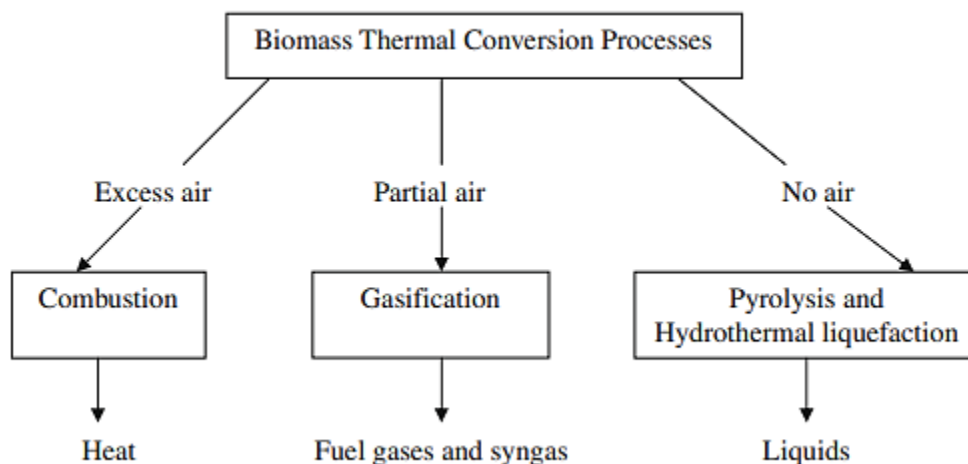 Biomass Thermal Conversion Processes
Excess air
Partial air
No air
Combustion
Gasification
Pyrolysis and
Hydrothermal liquefaction
Heat
Fuel gases and syngas
Liquids